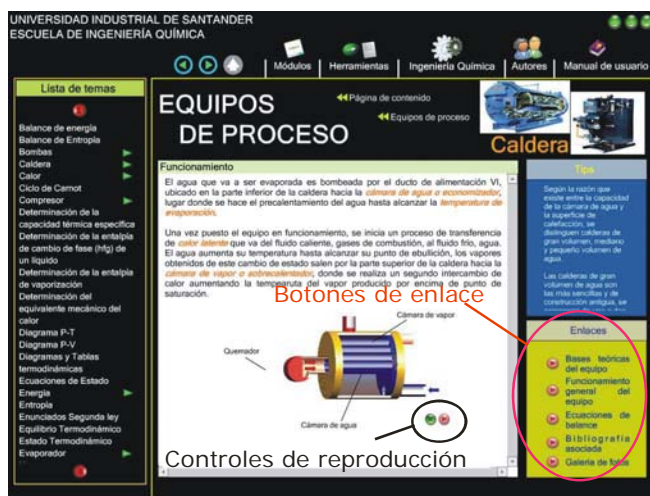 UNIVERSIDAD INDUSTRIAL DE SANTANDER
ESCUELA DE INGENIERÍA QUÍMICA
Módulos
Herramientas
Ingeniería Química
Autores
Manual de usuario
Lista de temas
Balance de energía
Balance de Entropía
Bombas
Caldera
Calor
Ciclo de Carnot
Compresor
Determinación de la
capacidad térmica específica
Determinación de la entalpía
de cambio de fase (hfg) de
un líquido
Determinación de la entalpía
de vaporización
Determinación del
equivalente mecánico del
calor
Diagrama P-T
Diagrama P-V
Diagramas y Tablas
termodinámicas
Ecuaciones de Estado
Energía
Entropía
Enunciados Segunda ley
Equilibrio Termodinámico
Estado Termodinámico
Evaporador
EQUIPOS
DE PROCESO
Página de contenido
Equipos de proceso
Caldera
Funcionamiento
El agua que va a ser evaporada es bombeada por el ducto de alimentación VI,
ubicado en la parte inferior de la caldera hacia la cámara de agua o economizador,
lugar donde se hace el precalentamiento del agua hasta alcanzar la temperatura de
evaporación.
Una vez puesto el equipo en funcionamiento, se inicia un proceso de transferencia
de calor latente que va del fluido caliente, gases de combustión, al fluido frío, agua.
El agua aumenta su temperatura hasta alcanzar su punto de ebullición, los vapores
obtenidos de este cambio de estado salen por la parte superior de la caldera hacia la
cámara de vapor o sobrecalentador, donde se realiza un segundo intercambio de
calor aumentando la tempearuta del vapor producido por encima de punto de
saturación.
Botones de enlace
Cámara de vapor
Quemador
Cámara de agua
Controles de reproducción
Tips
Según la razón que
existe entre la capacidad
de la cámara de agua y
la superficie de
calefacción, se
distinguen calderas de
gran volumen, mediano
y pequeño volumen de
agua.
Las calderas de gran
volumen de agua son
las más sencillas y de
construcción antigua, se
Enlaces
Bases teóricas
del equipo
Funcionamiento
general del
equipo
Ecuaciones de
balance
Bibliografía
asociada
Galería de fotos